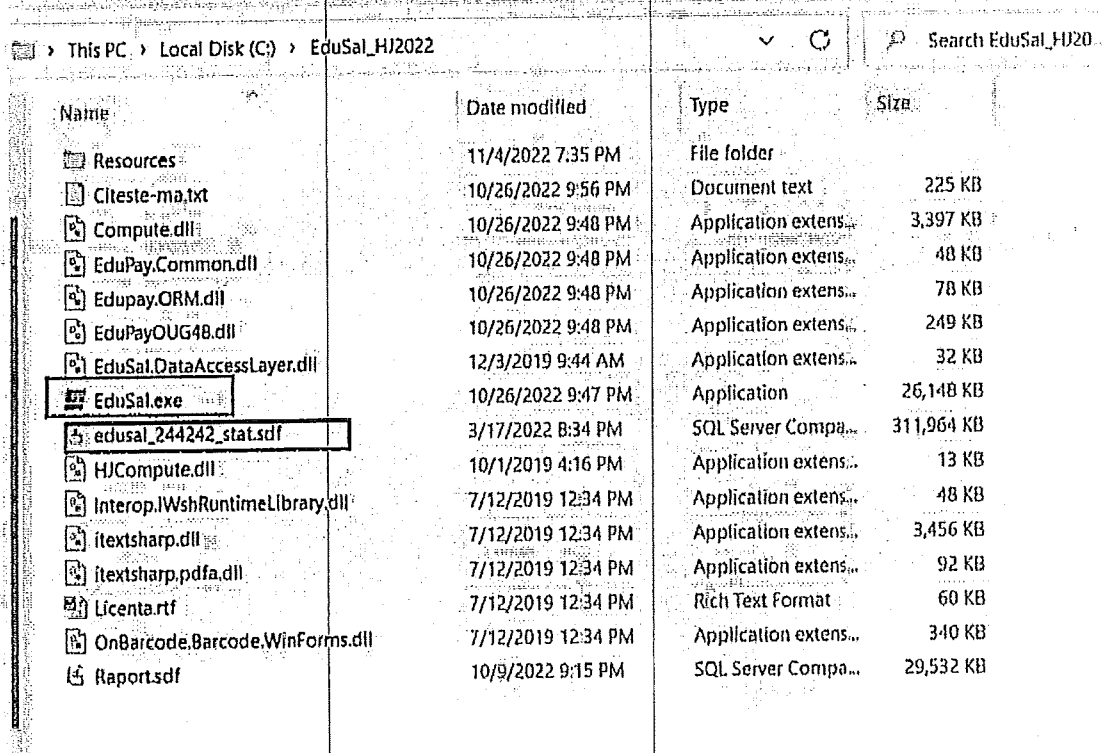 This PC > Local Disk (C:) > EduSal_HJ2022 Search EduSal_HJ20...
Name Date modified Type Size
Resources 11/4/2022 7:35 PM File folder
Citeste-ma.txt 10/26/2022 9:56 PM Document text 225 KB
Compute.dll 10/26/2022 9:48 PM Application extens... 3,397 KB
EduPay.Common.dll 10/26/2022 9:48 PM Application extens... 48 KB
Edupay.ORM.dll 10/26/2022 9:48 PM Application extens... 78 KB
EduPayOUG48.dll 10/26/2022 9:48 PM Application extens... 249 KB
EduSal.DataAccessLayer.dll 12/3/2019 9:44 AM Application extens... 32 KB
EduSal.exe 10/26/2022 9:47 PM Application 26,148 KB
edusal_244242_stat.sdf 3/17/2022 8:34 PM SQL Server Compa... 311,964 KB
HJCompute.dll 10/1/2019 4:16 PM Application extens... 13 KB
Interop.IWshRuntimeLibrary.dll 7/12/2019 12:34 PM Application extens... 48 KB
itextsharp.dll 7/12/2019 12:34 PM Application extens... 3,456 KB
itextsharp.pdfa.dll 7/12/2019 12:34 PM Application extens... 92 KB
Licenta.rtf 7/12/2019 12:34 PM Rich Text Format 60 KB
OnBarcode.Barcode.WinForms.dll 7/12/2019 12:34 PM Application extens... 340 KB
Raport.sdf 10/9/2022 9:15 PM SQL Server Compa... 29,532 KB